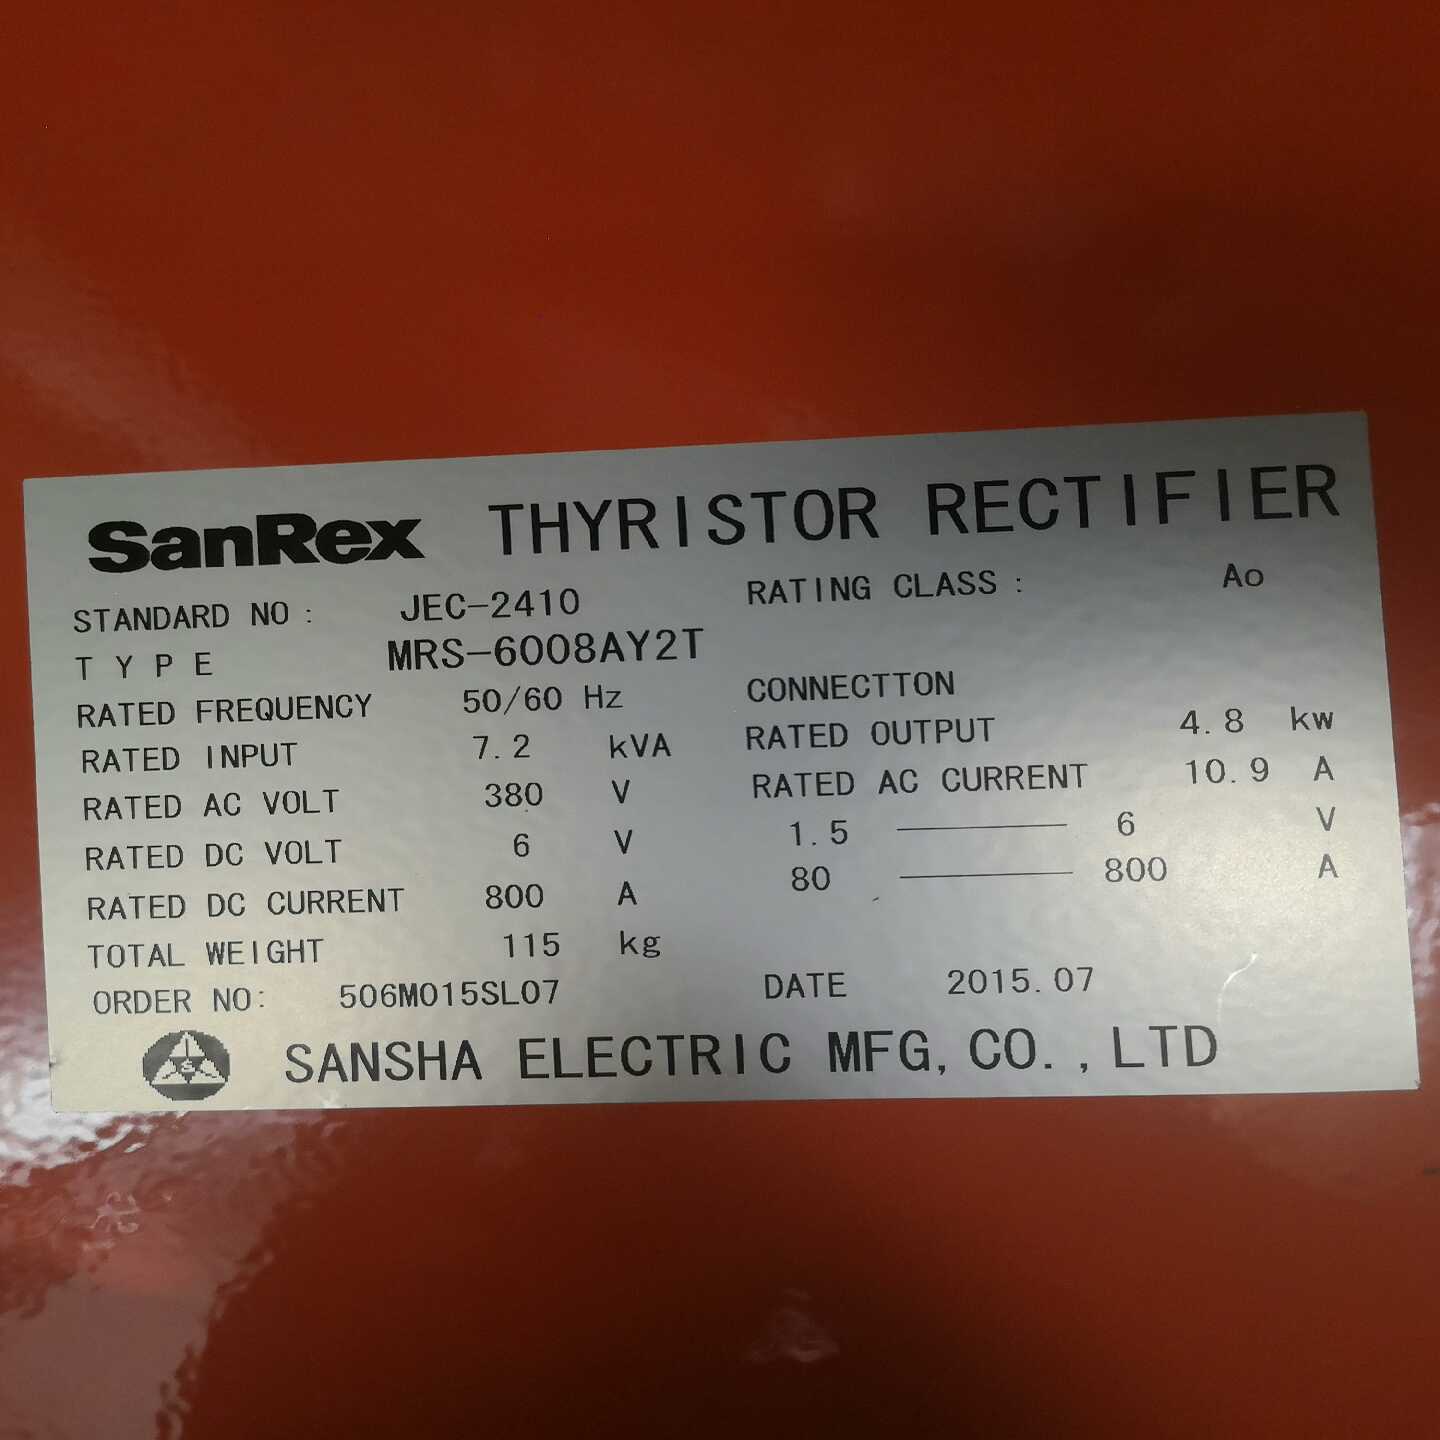 SanRex THYRISTOR RECTIFIER
STANDARD NO : JEC-2410 RATING CLASS : Ao
T Y P E MRS-6008AY2T
RATED FREQUENCY 50/60 Hz CONNECTTON
RATED INPUT 7.2 kVA RATED OUTPUT 4.8 kw
RATED AC VOLT 380 V RATED AC CURRENT 10.9 A
RATED DC VOLT 6 V 1.5 — 6 V
RATED DC CURRENT 800 A 80 — 800 A
TOTAL WEIGHT 115 kg
ORDER NO: 506M015SL07 DATE 2015.07
SANSHA ELECTRIC MFG, CO. , LTD